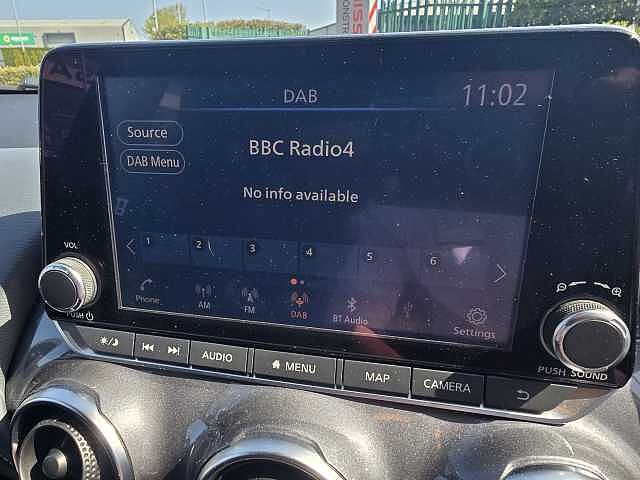 DAB
11:02
Source
BBC Radio4
DAB Menu
No info available
1 2 3 4 5 6
Phone AM FM DAB BT Audio Settings
VOL
PUSH
AUDIO
MENU
MAP
CAMERA
PUSH SOUND